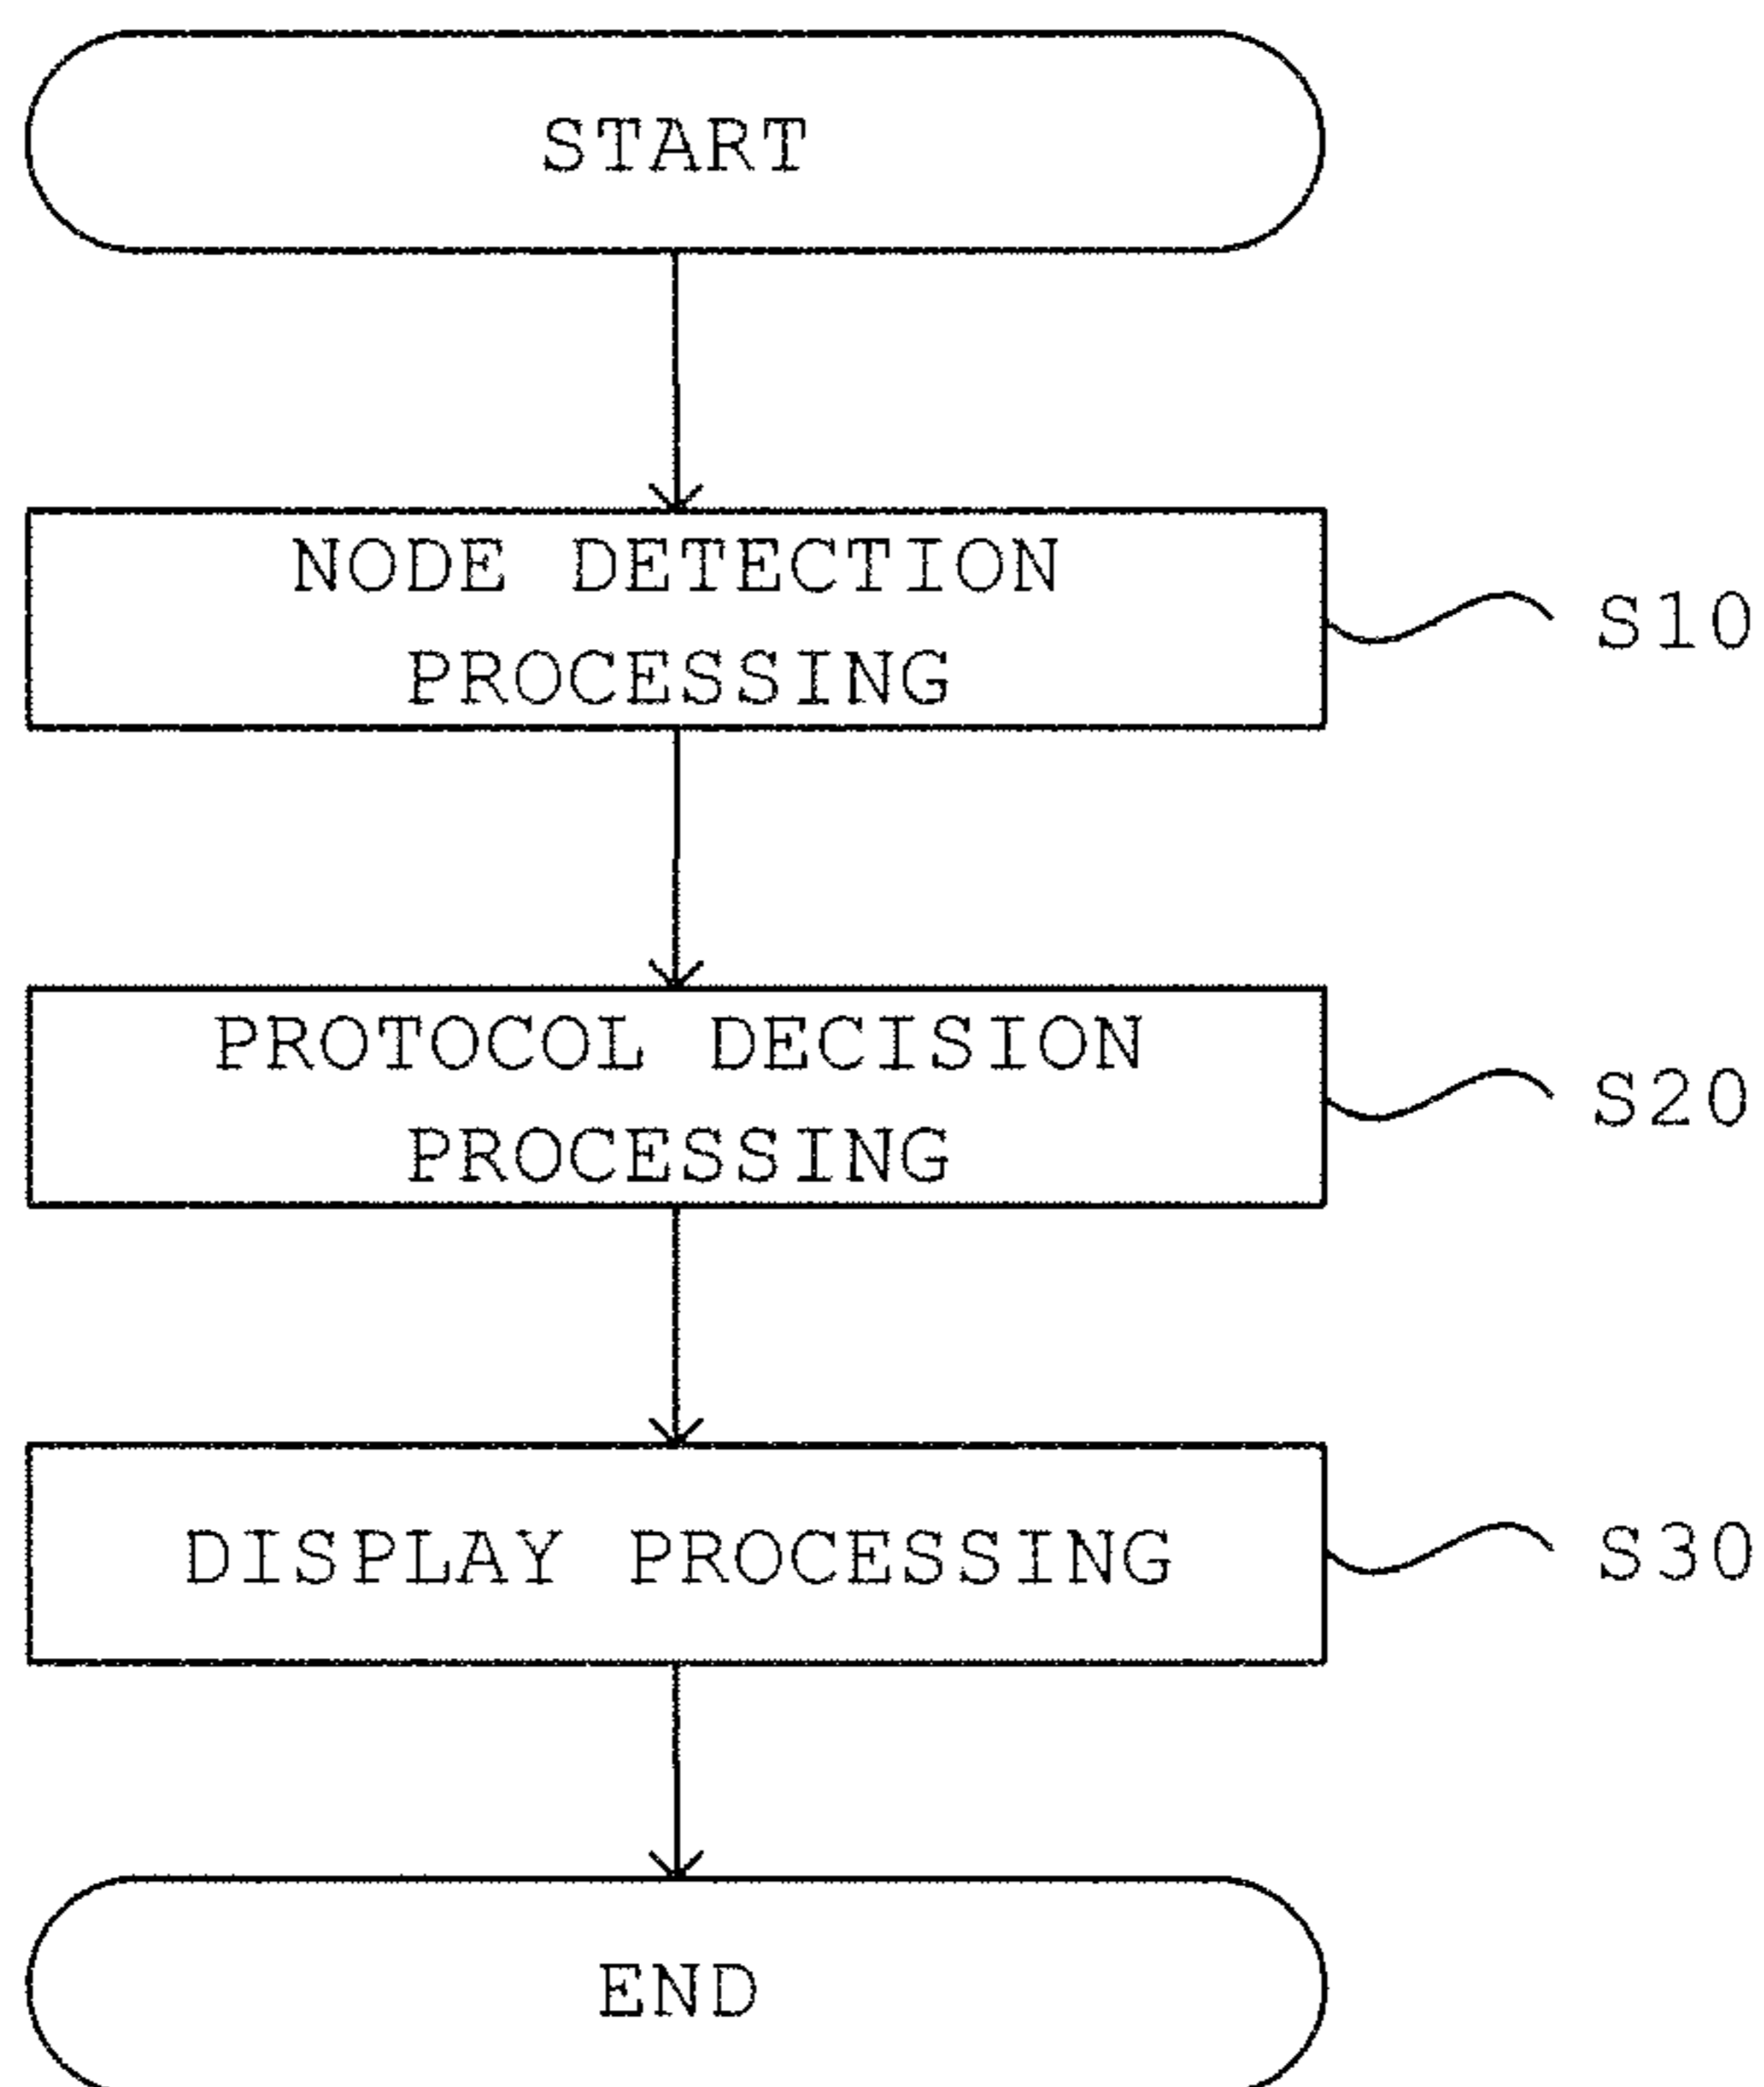 START
NODE DETECTION
PROCESSING
S10
PROTOCOL DECISION
PROCESSING
S20
DISPLAY PROCESSING
S30
END